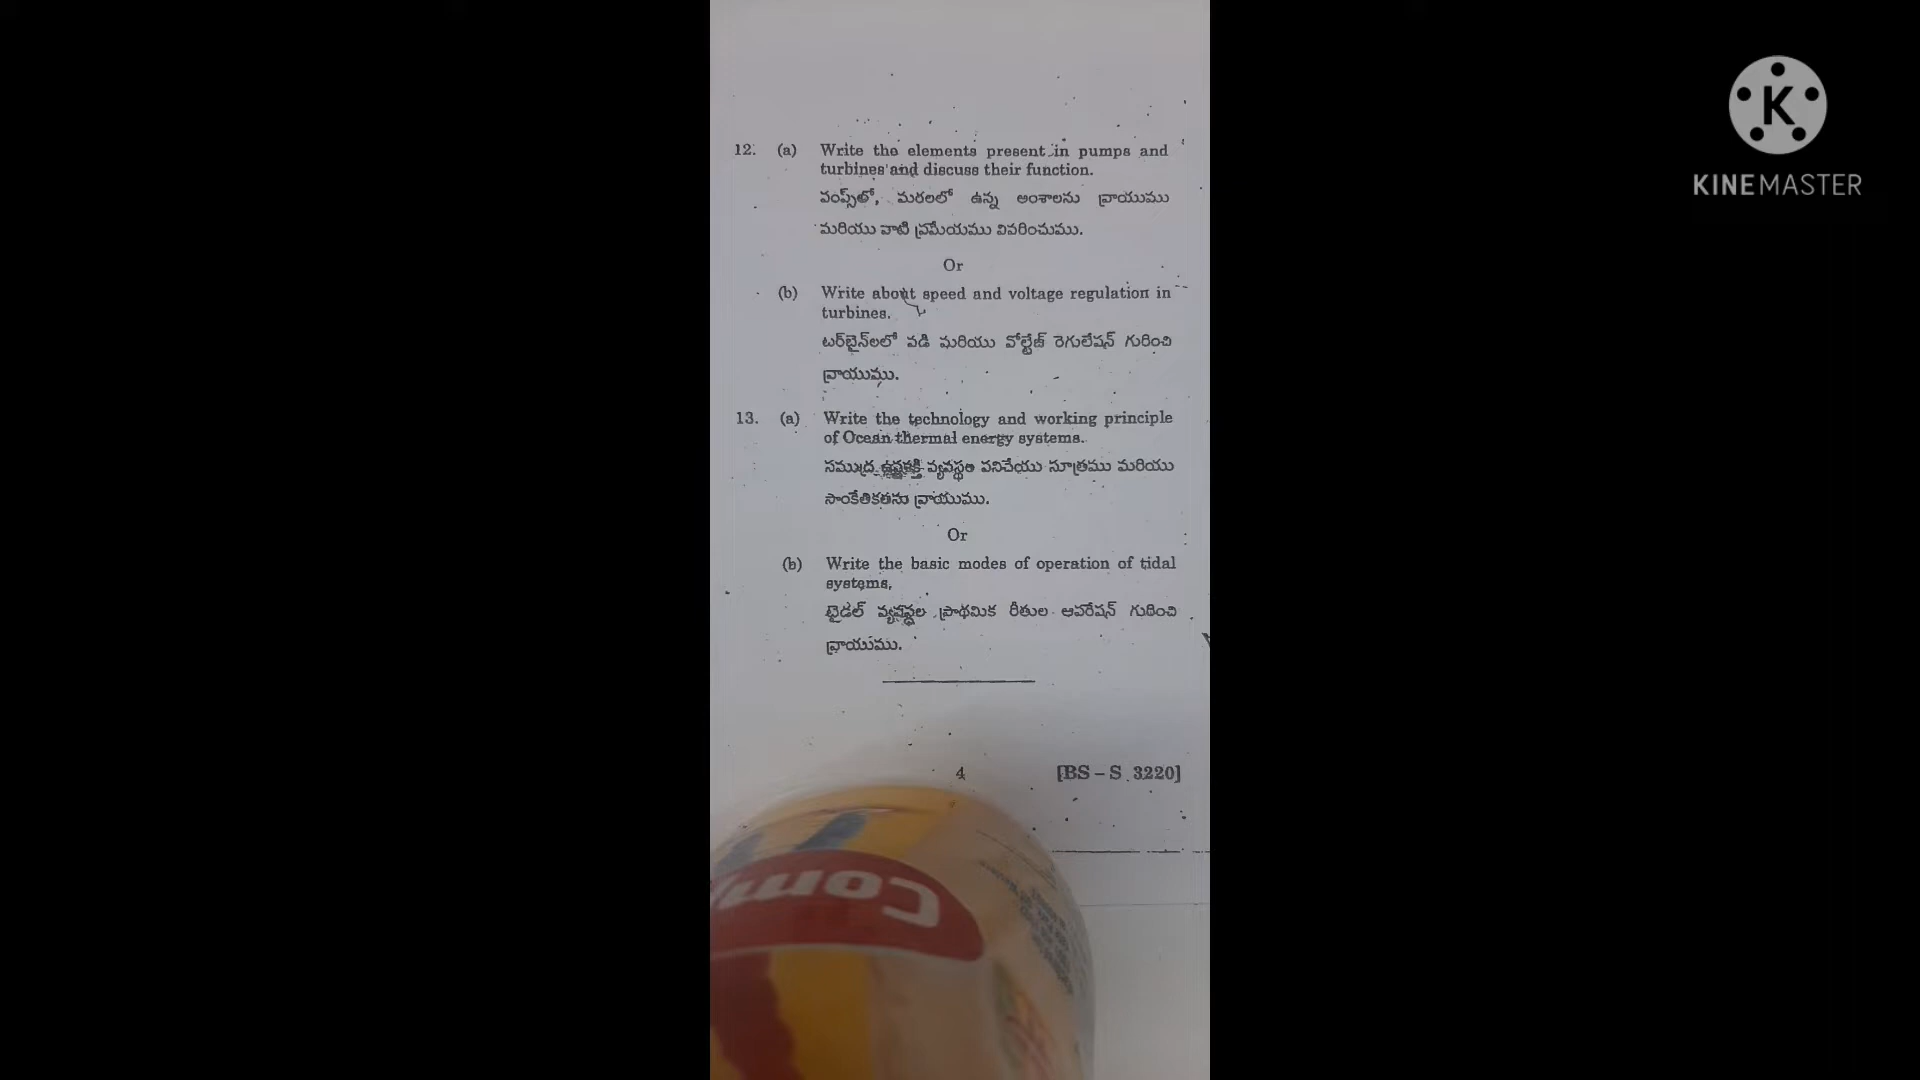 KINEMASTER
12. (a) Write the elements present in pumps and
turbines and discuss their function.
పంప్స్‌లో, మరలలో ఉన్న అంశాలను వ్రాయుము
మరియు వాటి ప్రమేయము వివరించుము.
Or
(b) Write about speed and voltage regulation in
turbines.
టర్‌బైన్‌లలో వడి మరియు వోల్టేజ్ రెగులేషన్ గురించి
వ్రాయుము.
13. (a) Write the technology and working principle
of Ocean thermal energy systems.
సముద్ర ఉష్ణశక్తి వ్యవస్థల పనిచేయు సూత్రము మరియు
సాంకేతికతను వ్రాయుము.
Or
(b) Write the basic modes of operation of tidal
systems,
టైడల్ వ్యవస్థల ప్రాథమిక రీతుల ఆపరేషన్ గురించి
వ్రాయుము.
4 [BS – S 3220]